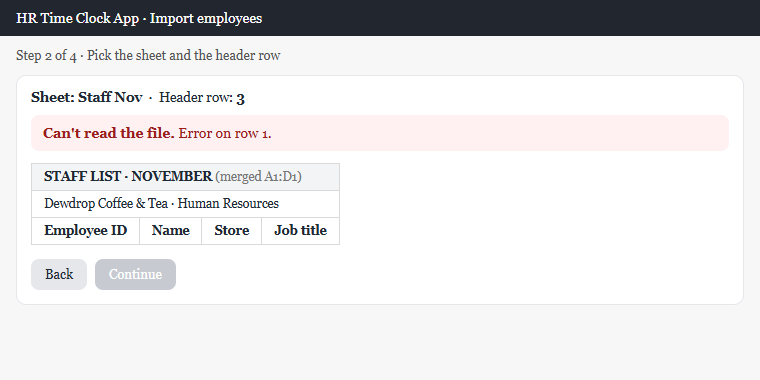 HR Time Clock App · Import employees
Step 2 of 4 · Pick the sheet and the header row
Sheet: Staff Nov · Header row: 3
Can't read the file. Error on row 1.
STAFF LIST · NOVEMBER (merged A1:D1)
Dewdrop Coffee & Tea · Human Resources
Employee ID Name Store Job title
Back Continue